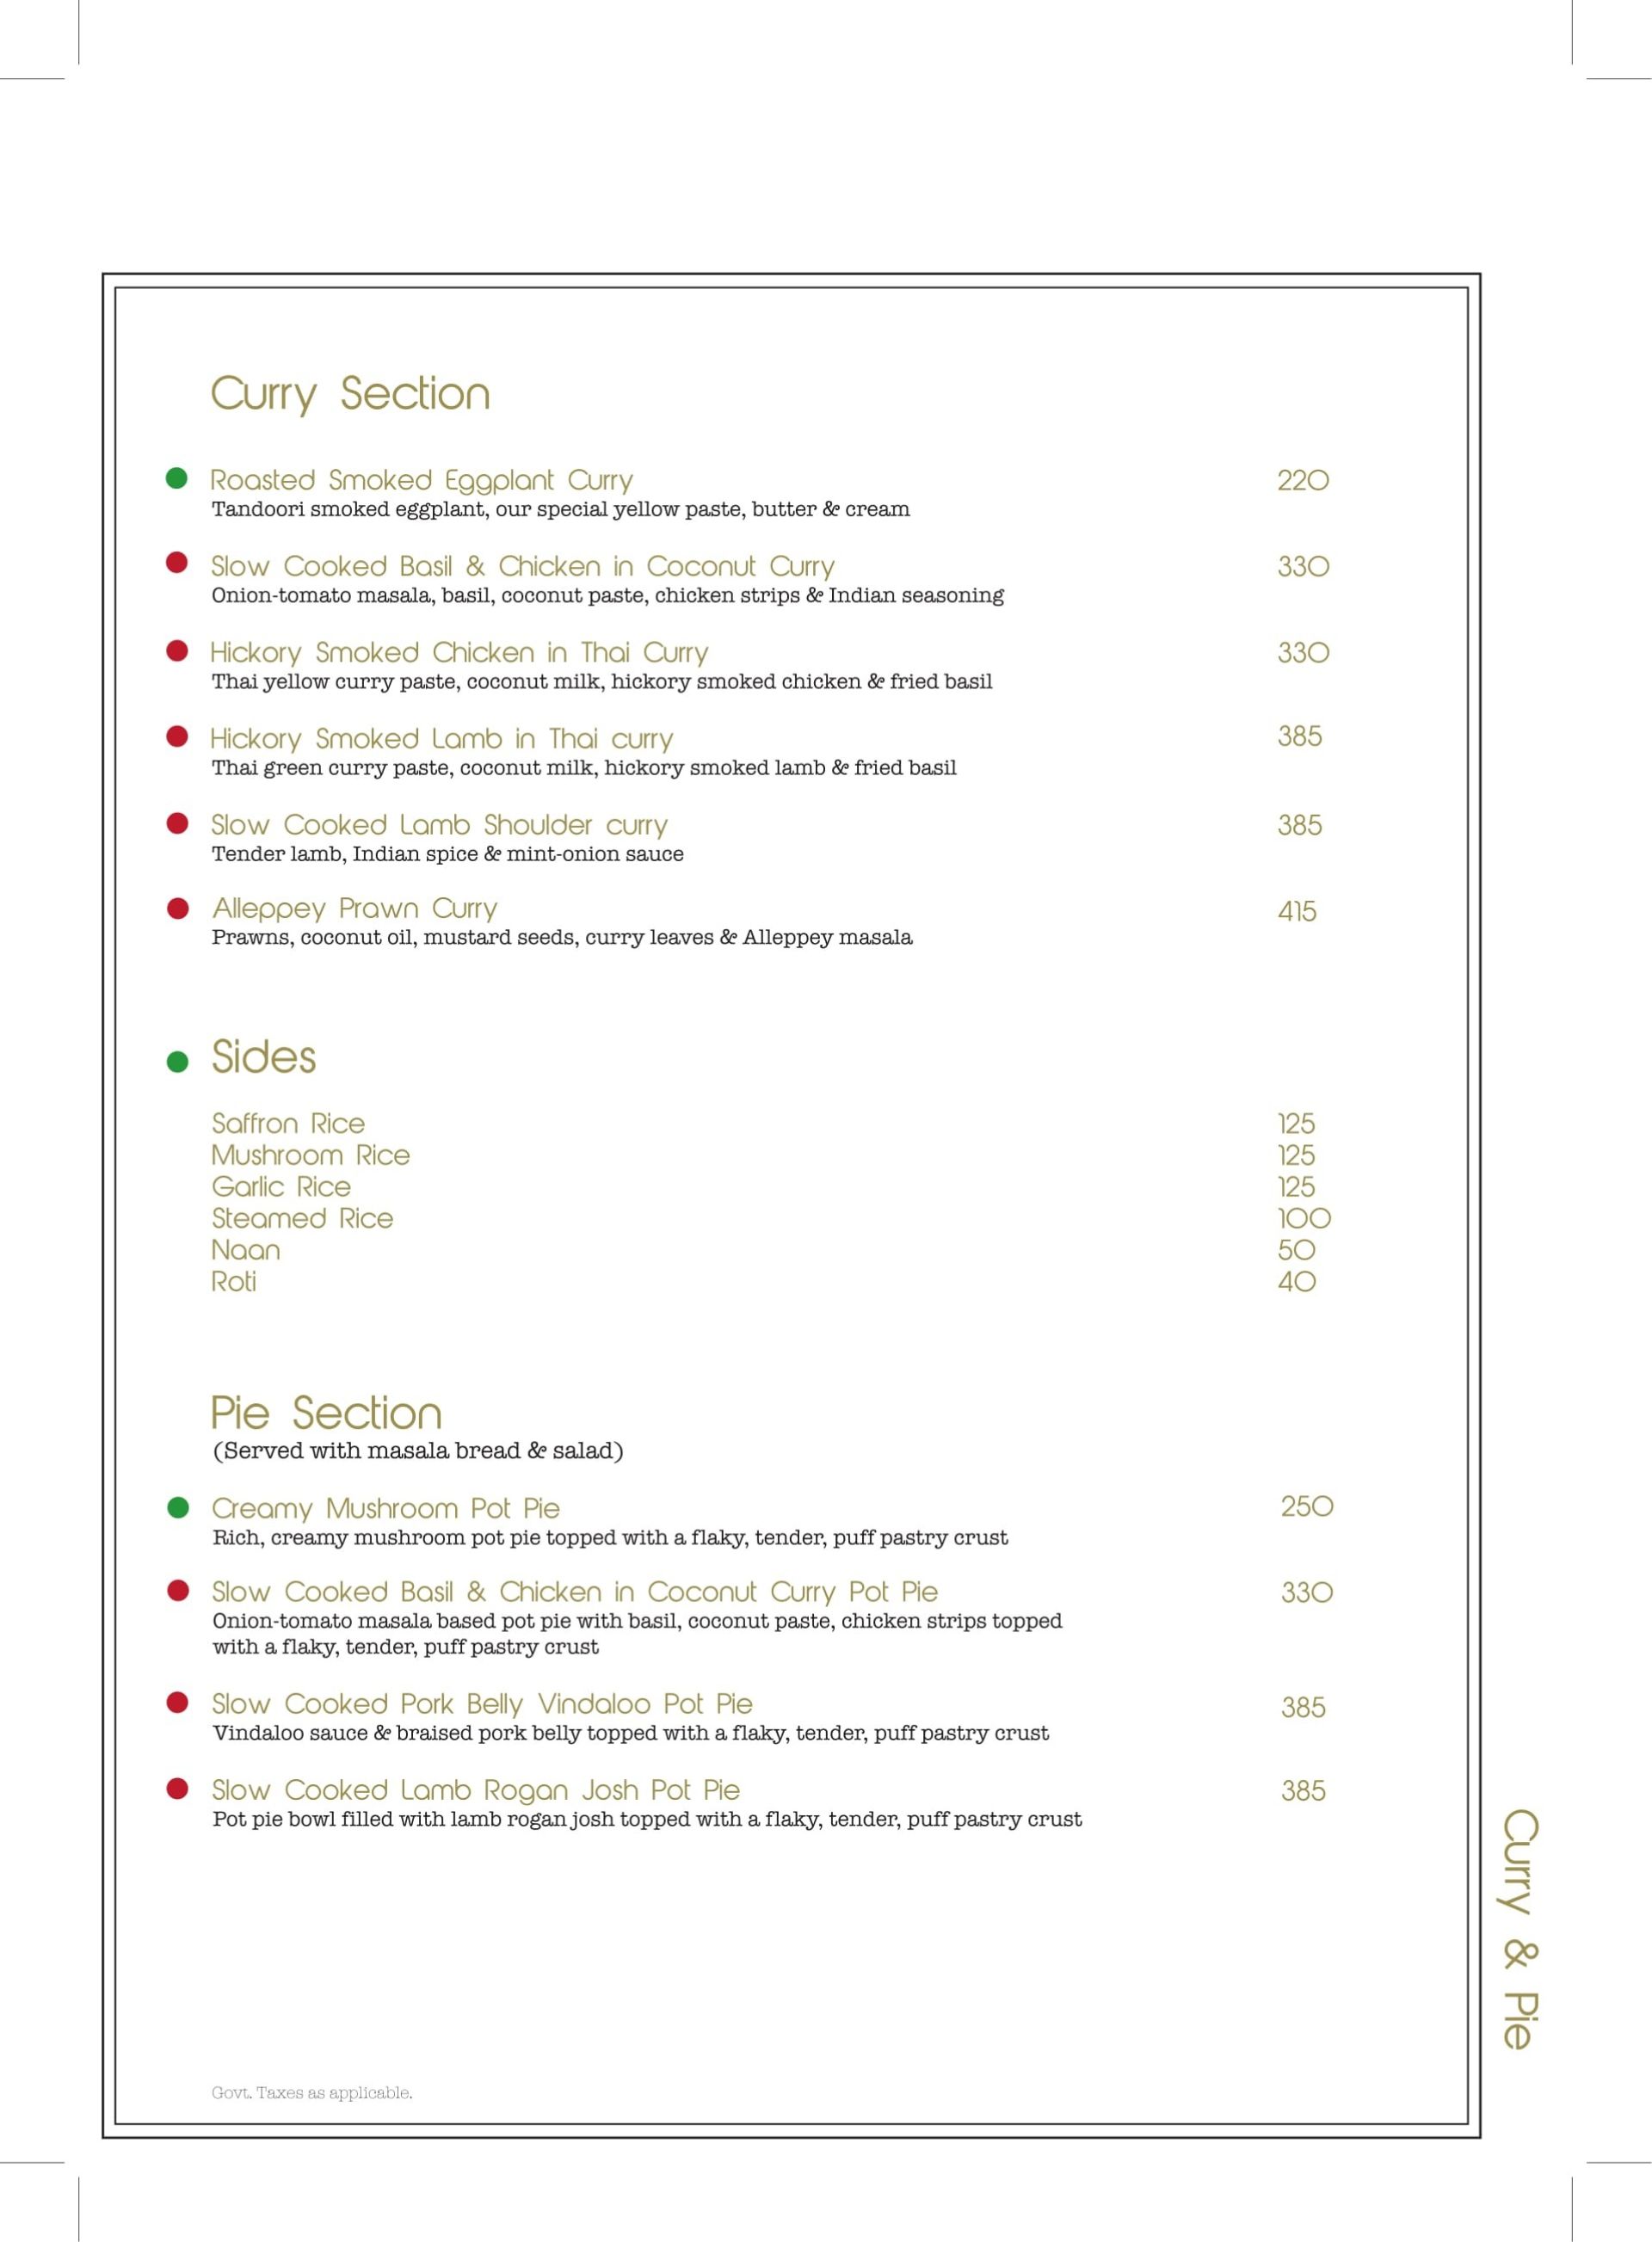 Curry Section
Roasted Smoked Eggplant Curry 220
Tandoori smoked eggplant, our special yellow paste, butter & cream
Slow Cooked Basil & Chicken in Coconut Curry 330
Onion-tomato masala, basil, coconut paste, chicken strips & Indian seasoning
Hickory Smoked Chicken in Thai Curry 330
Thai yellow curry paste, coconut milk, hickory smoked chicken & fried basil
Hickory Smoked Lamb in Thai curry 385
Thai green curry paste, coconut milk, hickory smoked lamb & fried basil
Slow Cooked Lamb Shoulder curry 385
Tender lamb, Indian spice & mint-onion sauce
Alleppey Prawn Curry 415
Prawns, coconut oil, mustard seeds, curry leaves & Alleppey masala
Sides
Saffron Rice 125
Mushroom Rice 125
Garlic Rice 125
Steamed Rice 100
Naan 50
Roti 40
Pie Section
(Served with masala bread & salad)
Creamy Mushroom Pot Pie 250
Rich, creamy mushroom pot pie topped with a flaky, tender, puff pastry crust
Slow Cooked Basil & Chicken in Coconut Curry Pot Pie 330
Onion-tomato masala based pot pie with basil, coconut paste, chicken strips topped
with a flaky, tender, puff pastry crust
Slow Cooked Pork Belly Vindaloo Pot Pie 385
Vindaloo sauce & braised pork belly topped with a flaky, tender, puff pastry crust
Slow Cooked Lamb Rogan Josh Pot Pie 385
Pot pie bowl filled with lamb rogan josh topped with a flaky, tender, puff pastry crust
Curry & Pie
Govt. Taxes as applicable.